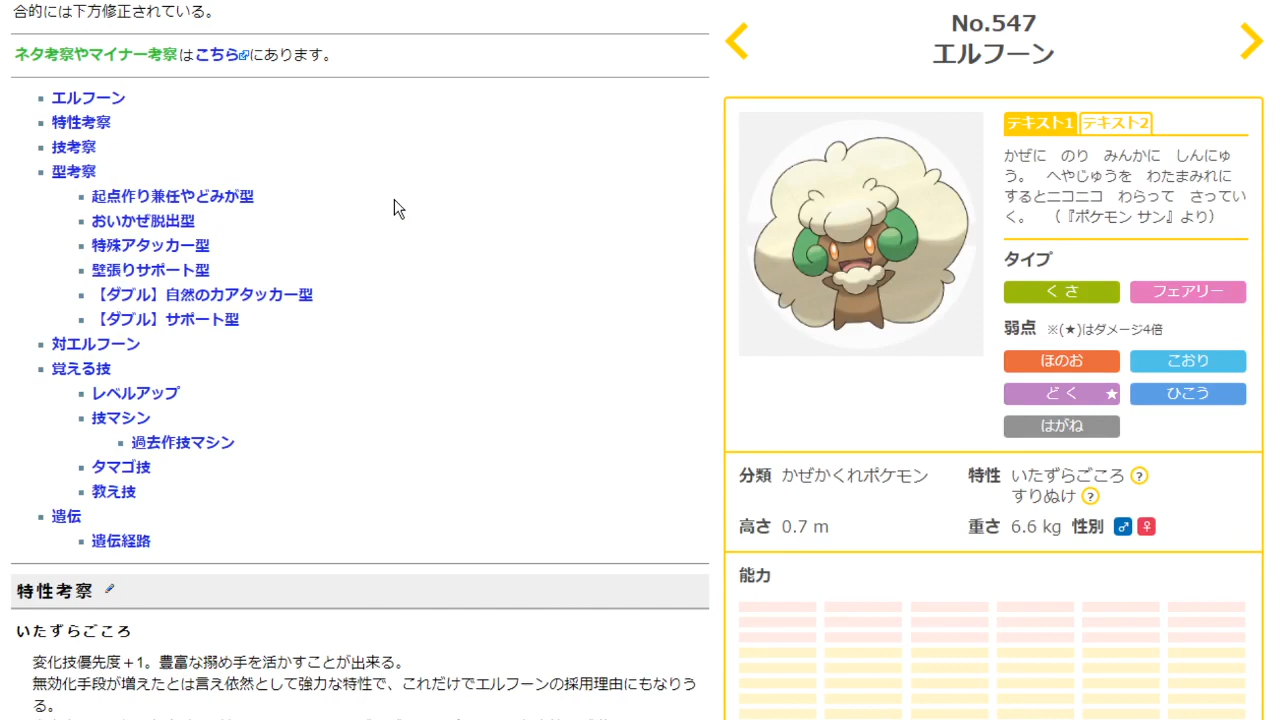 合的には下方修正されている。
ネタ考察やマイナー考察はこちらにあります。
エルフーン
特性考察
技考察
型考察
起点作り兼任やどみが型
おいかぜ脱出型
特殊アタッカー型
壁張りサポート型
【ダブル】自然の力アタッカー型
【ダブル】サポート型
対エルフーン
覚える技
レベルアップ
技マシン
過去作技マシン
タマゴ技
教え技
遺伝
遺伝経路
特性考察
いたずらごころ
変化技優先度＋1。豊富な搦め手を活かすことが出来る。
無効化手段が増えたとは言え依然として強力な特性で、これだけでエルフーンの採用理由にもなりう
る。
No.547
エルフーン
テキスト1 テキスト2
かぜに のり みんかに しんにゅ
う。 へやじゅうを わたまみれに
するとニコニコ わらって さってい
く。 （『ポケモン サン』より）
タイプ
くさ フェアリー
弱点 ※(★)はダメージ4倍
ほのお こおり
どく ★ ひこう
はがね
分類 かぜかくれポケモン 特性 いたずらごころ ?
すりぬけ ?
高さ 0.7 m 重さ 6.6 kg 性別 ♂ ♀
能力